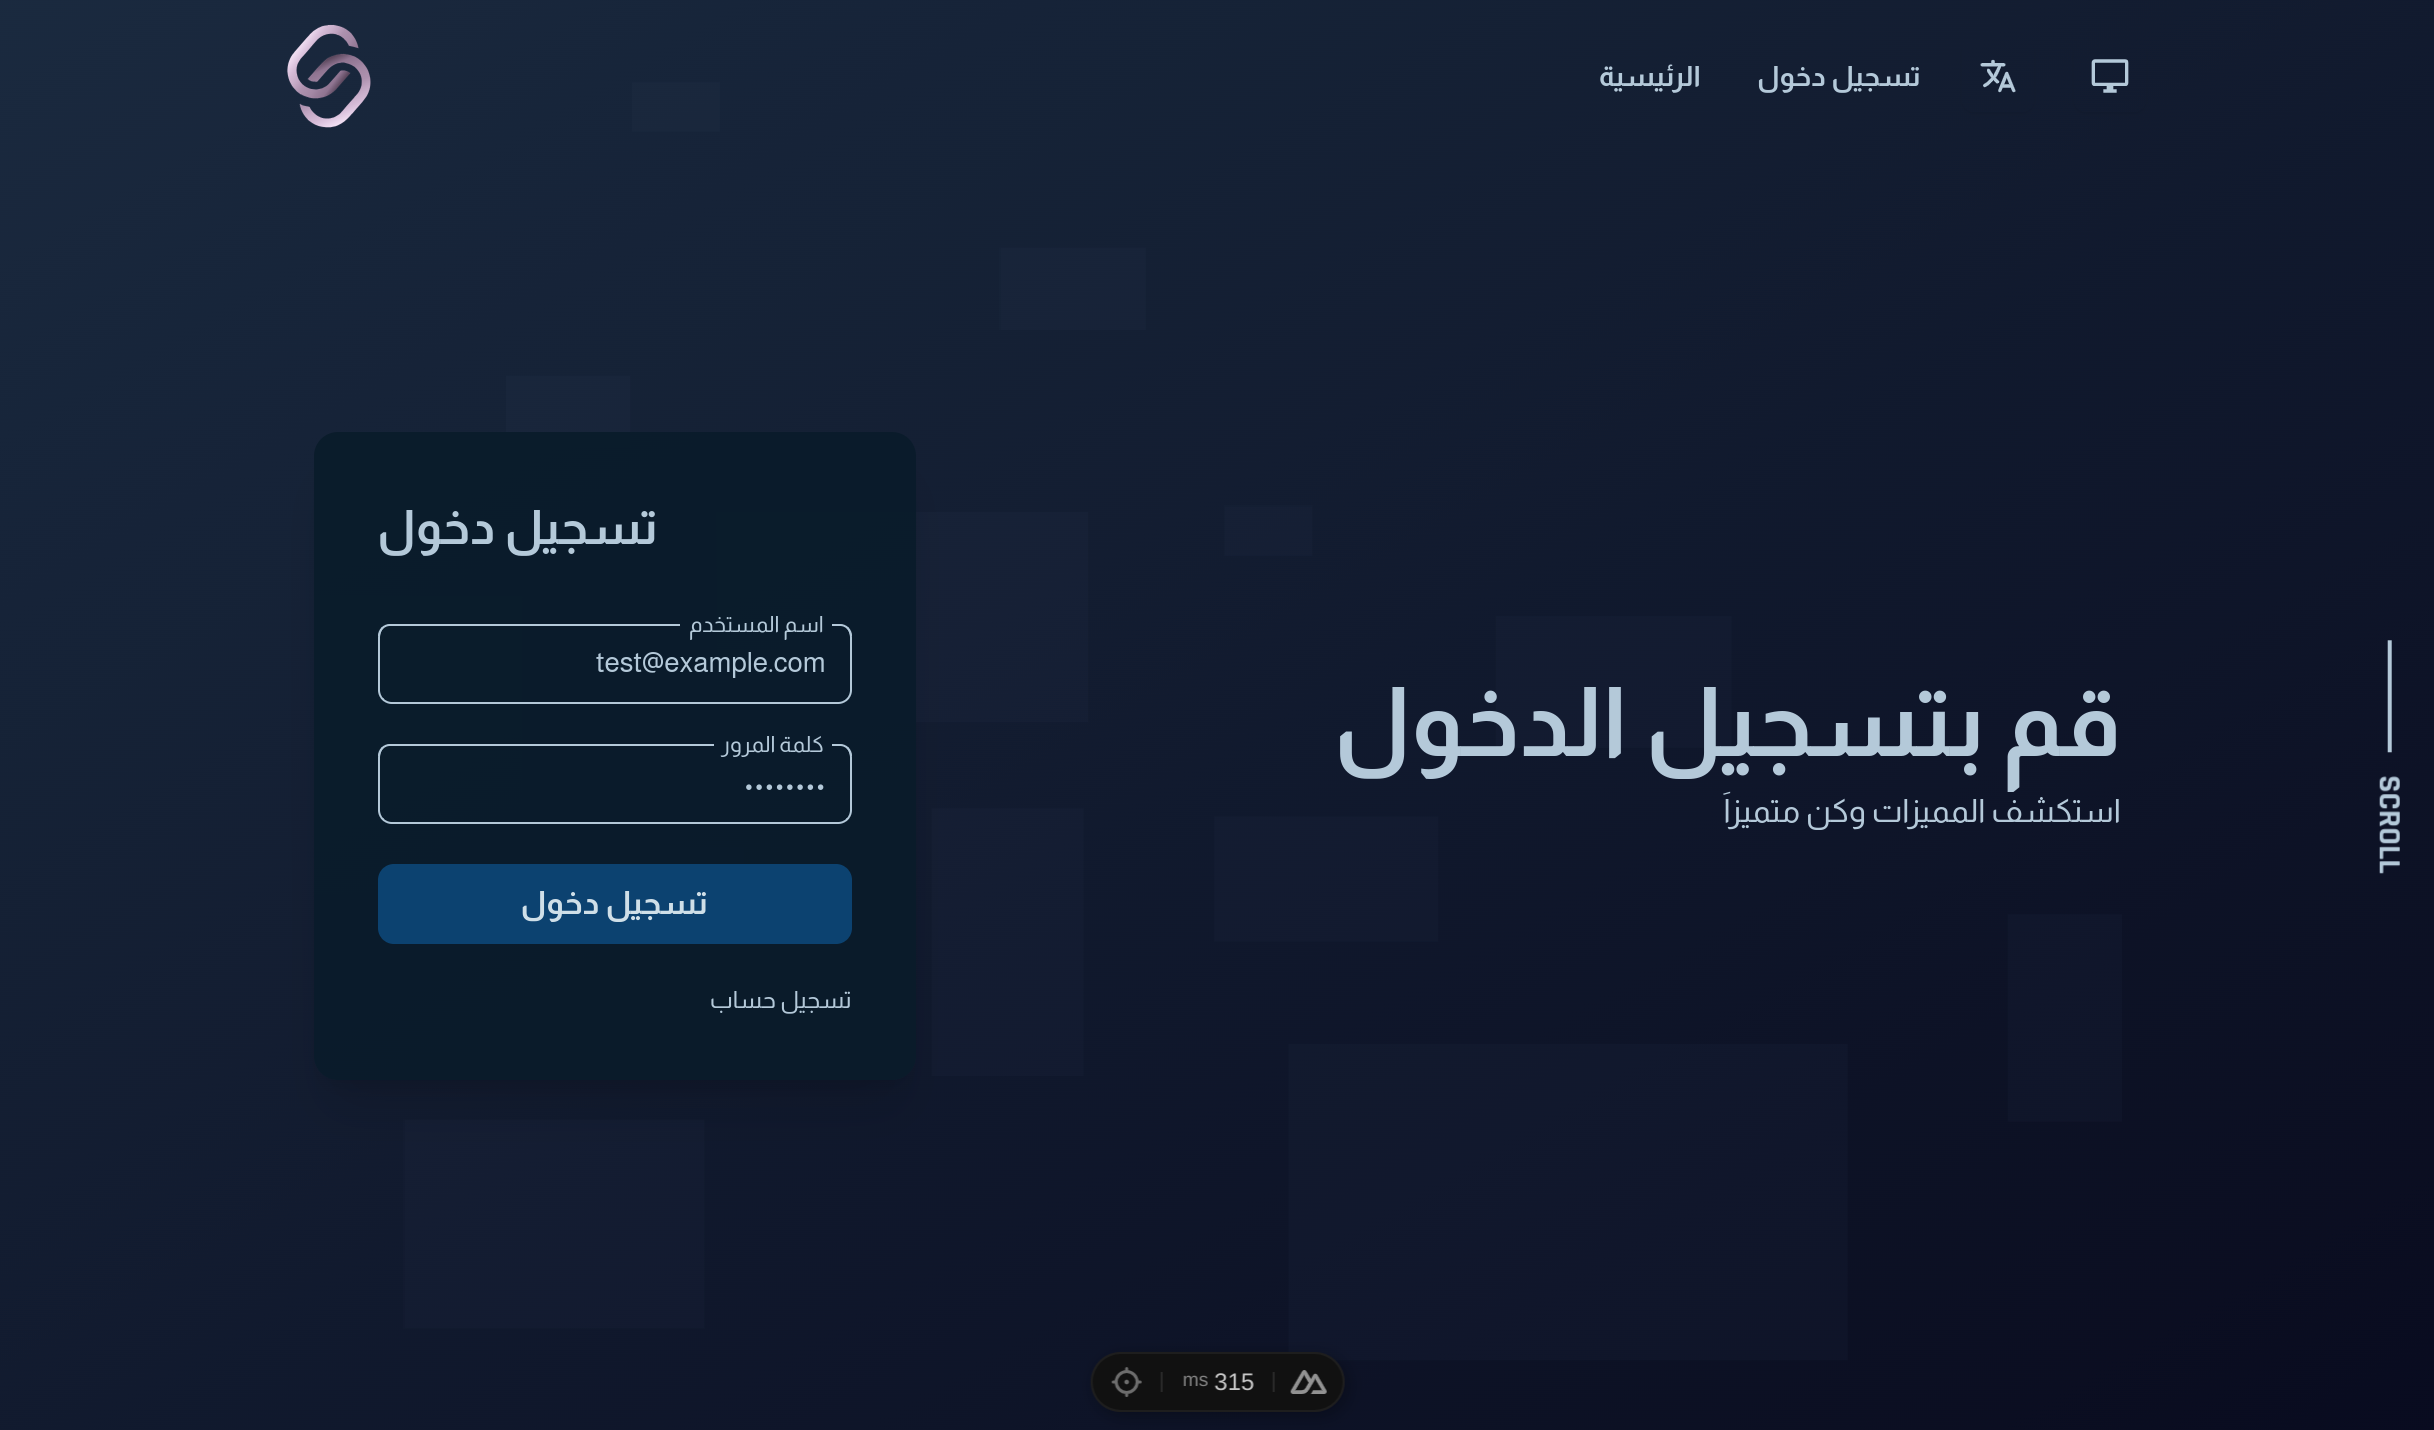 تسجيل دخول
الرئيسية
قم بتسجيل الدخول
استكشف المميزات وكن متميزاَ
SCROLL
تسجيل دخول
اسم المستخدم
test@example.com
كلمة المرور
••••••••
تسجيل دخول
تسجيل حساب
315 ms